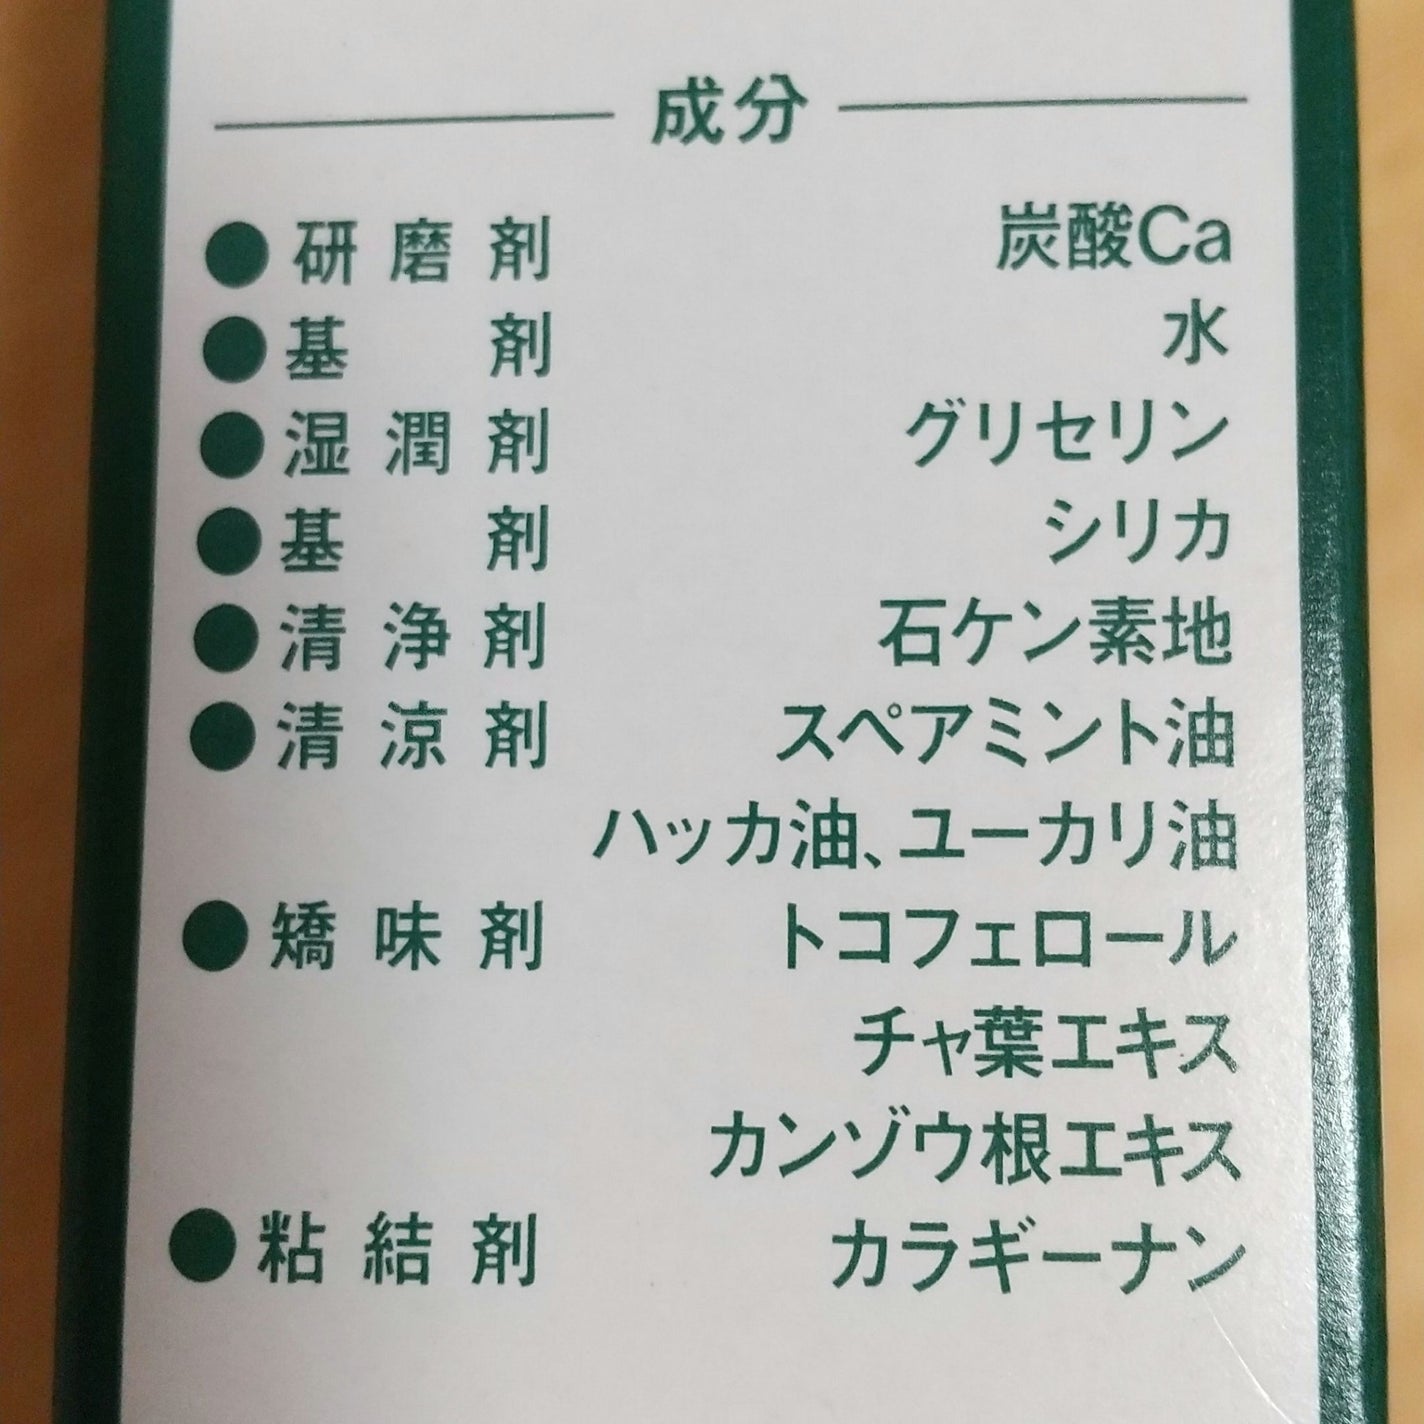 成分
●研磨剤 炭酸Ca
●基剤 水
●湿潤剤 グリセリン
●基剤 シリカ
●清浄剤 石ケン素地
●清涼剤 スペアミント油
ハッカ油、ユーカリ油
●矯味剤 トコフェロール
チャ葉エキス
カンゾウ根エキス
●粘結剤 カラギーナン